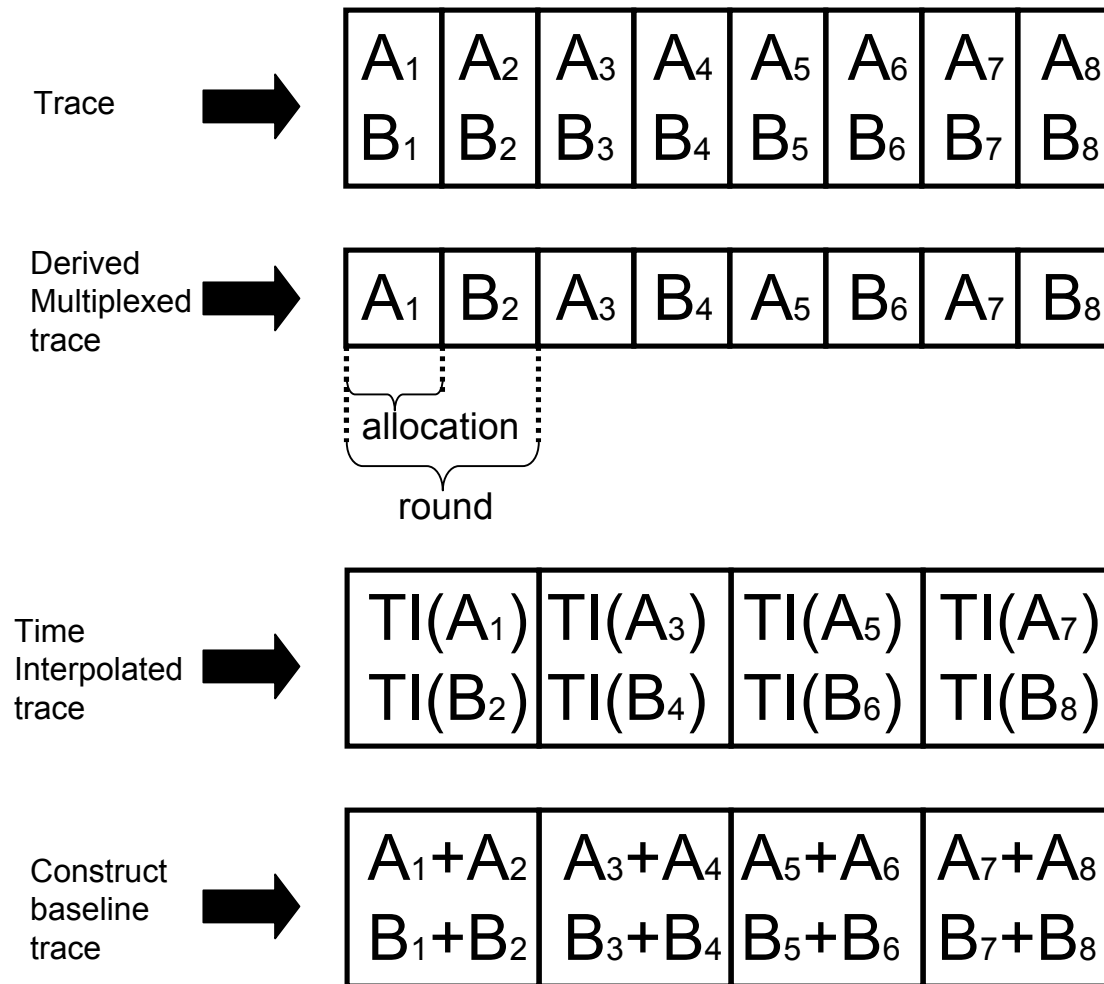 Trace
A1 A2 A3 A4 A5 A6 A7 A8
B1 B2 B3 B4 B5 B6 B7 B8
Derived
Multiplexed
trace
A1 B2 A3 B4 A5 B6 A7 B8
allocation
round
Time
Interpolated
trace
TI(A1) TI(A3) TI(A5) TI(A7)
TI(B2) TI(B4) TI(B6) TI(B8)
Construct
baseline
trace
A1+A2 A3+A4 A5+A6 A7+A8
B1+B2 B3+B4 B5+B6 B7+B8